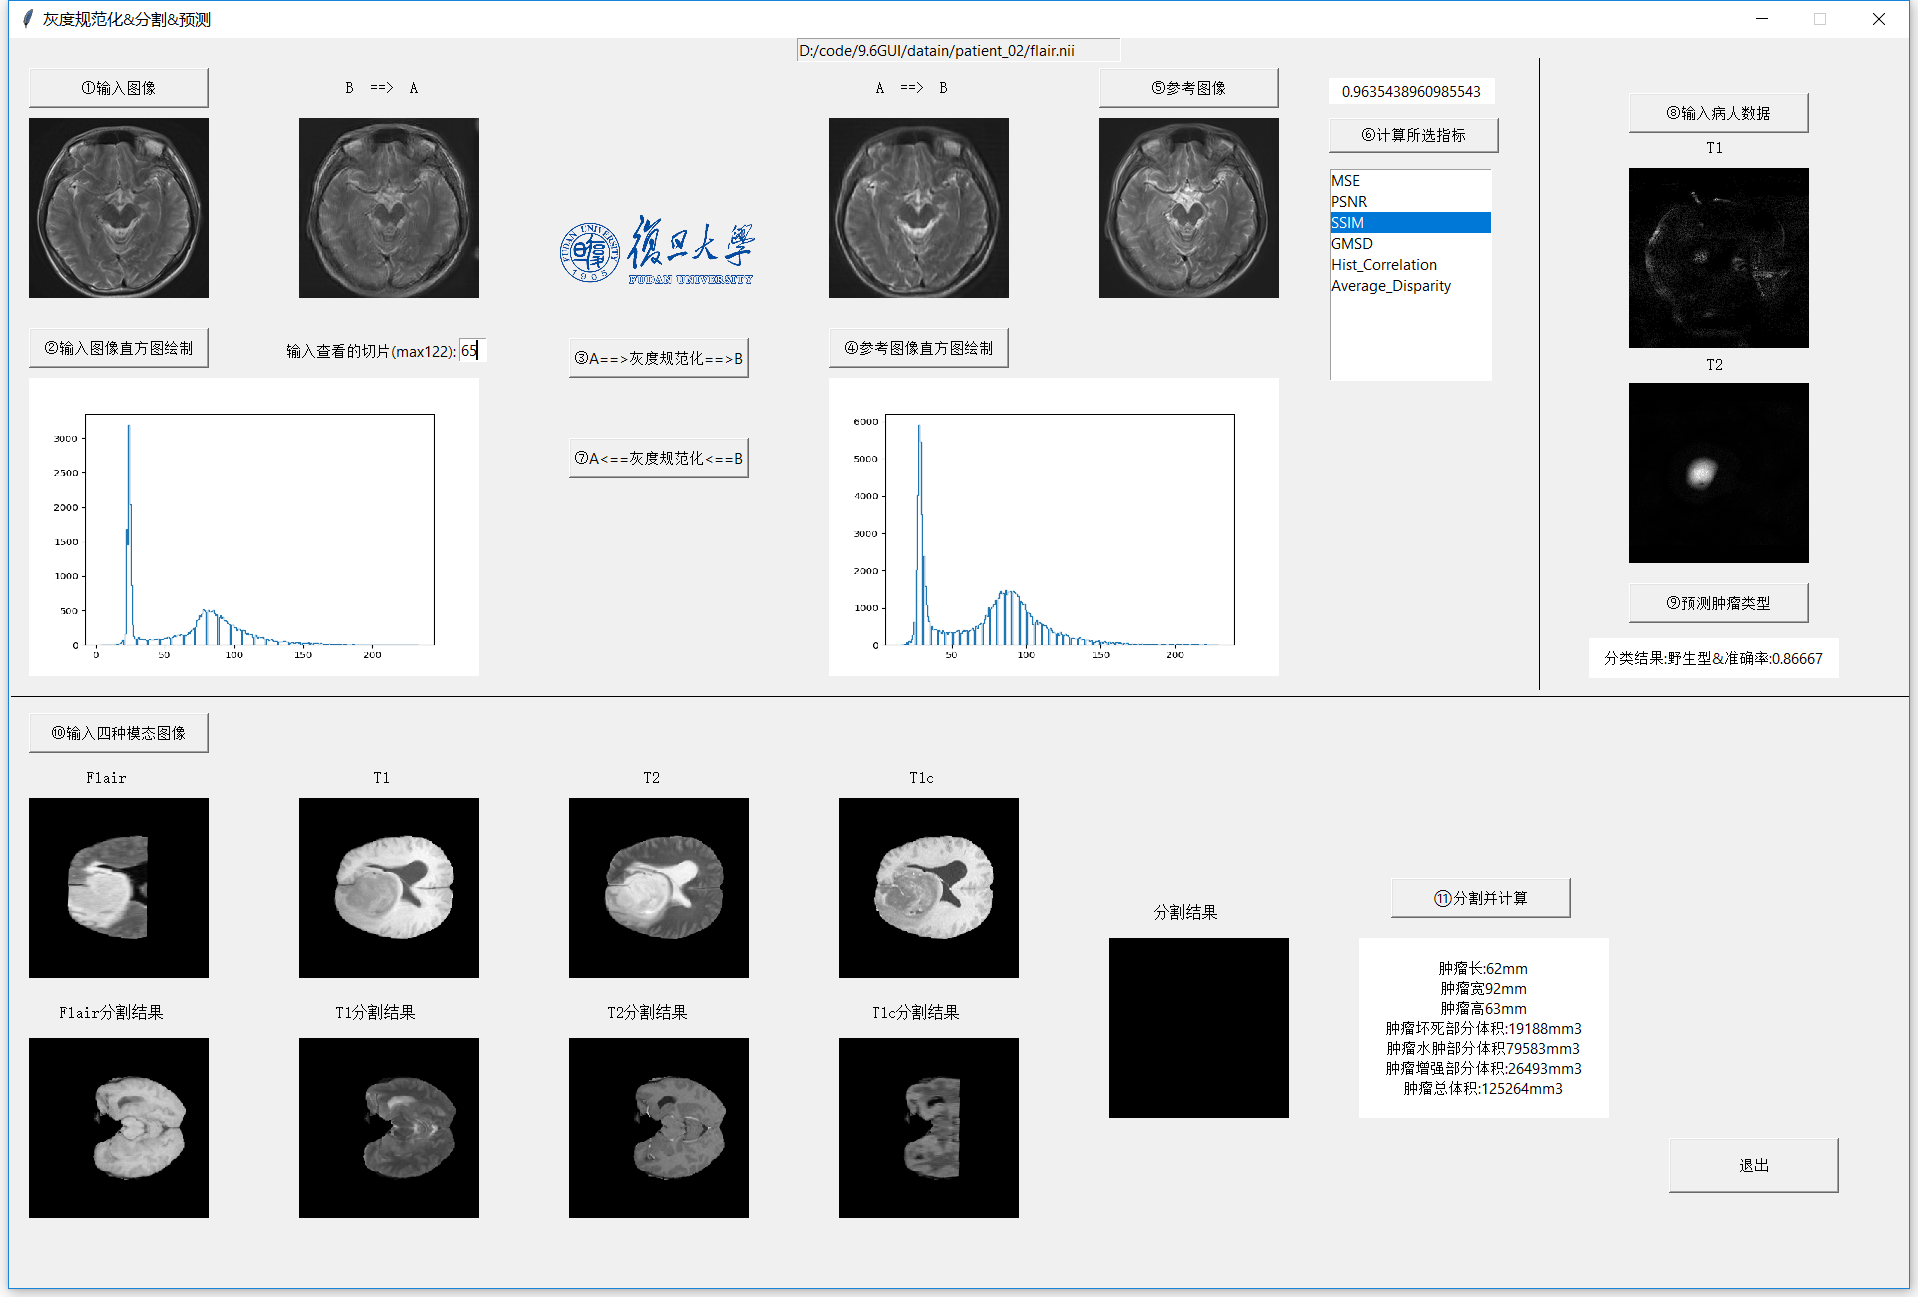 灰度规范化&分割&预测
D:/code/9.6GUI/datain/patient_02/flair.nii
①输入图像
B ==> A
A ==> B
⑤参考图像
0.9635438960985543
⑥计算所选指标
MSE
PSNR
SSIM
GMSD
Hist_Correlation
Average_Disparity
⑧输入病人数据
T1
T2
FUDAN UNIVERSITY
1905
復旦大學
FUDAN UNIVERSITY
②输入图像直方图绘制
输入查看的切片(max122): 65
③A==>灰度规范化==>B
④参考图像直方图绘制
⑦A<==灰度规范化<==B
3000
2500
2000
1500
1000
500
0
0 50 100 150 200
6000
5000
4000
3000
2000
1000
0
50 100 150 200
⑨预测肿瘤类型
分类结果:野生型&准确率:0.86667
⑩输入四种模态图像
Flair
T1
T2
T1c
Flair分割结果
T1分割结果
T2分割结果
T1c分割结果
分割结果
⑪分割并计算
肿瘤长:62mm
肿瘤宽92mm
肿瘤高63mm
肿瘤坏死部分体积:19188mm3
肿瘤水肿部分体积79583mm3
肿瘤增强部分体积:26493mm3
肿瘤总体积:125264mm3
退出